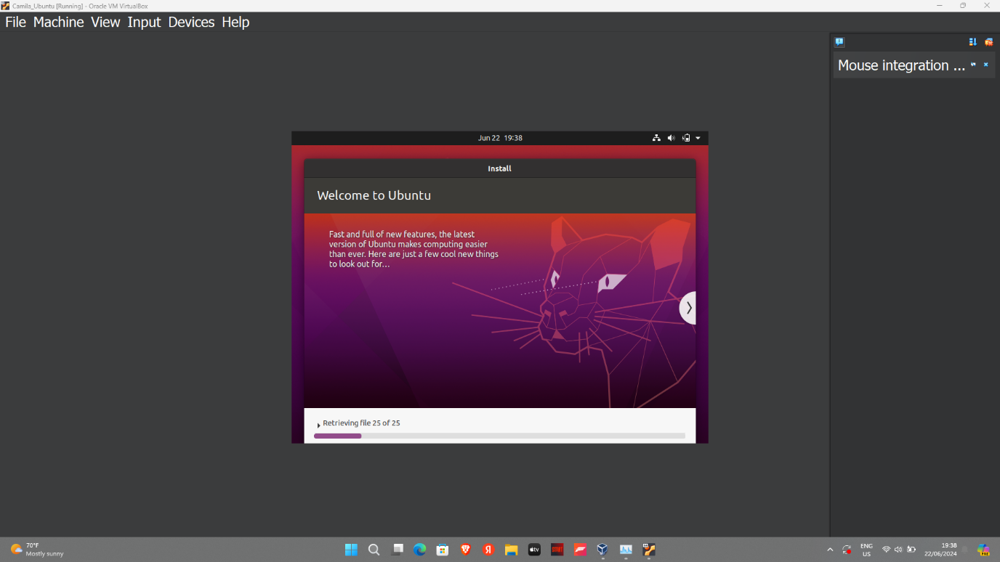 Camila_Ubuntu [Running] - Oracle VM VirtualBox
File Machine View Input Devices Help
Mouse integration ...
Jun 22 19:38
Install
Welcome to Ubuntu
Fast and full of new features, the latest
version of Ubuntu makes computing easier
than ever. Here are just a few cool new things
to look out for...
Retrieving file 25 of 25
70°F
Mostly sunny
Я
tv
START
ENG
US
19:38
22/06/2024
PRE